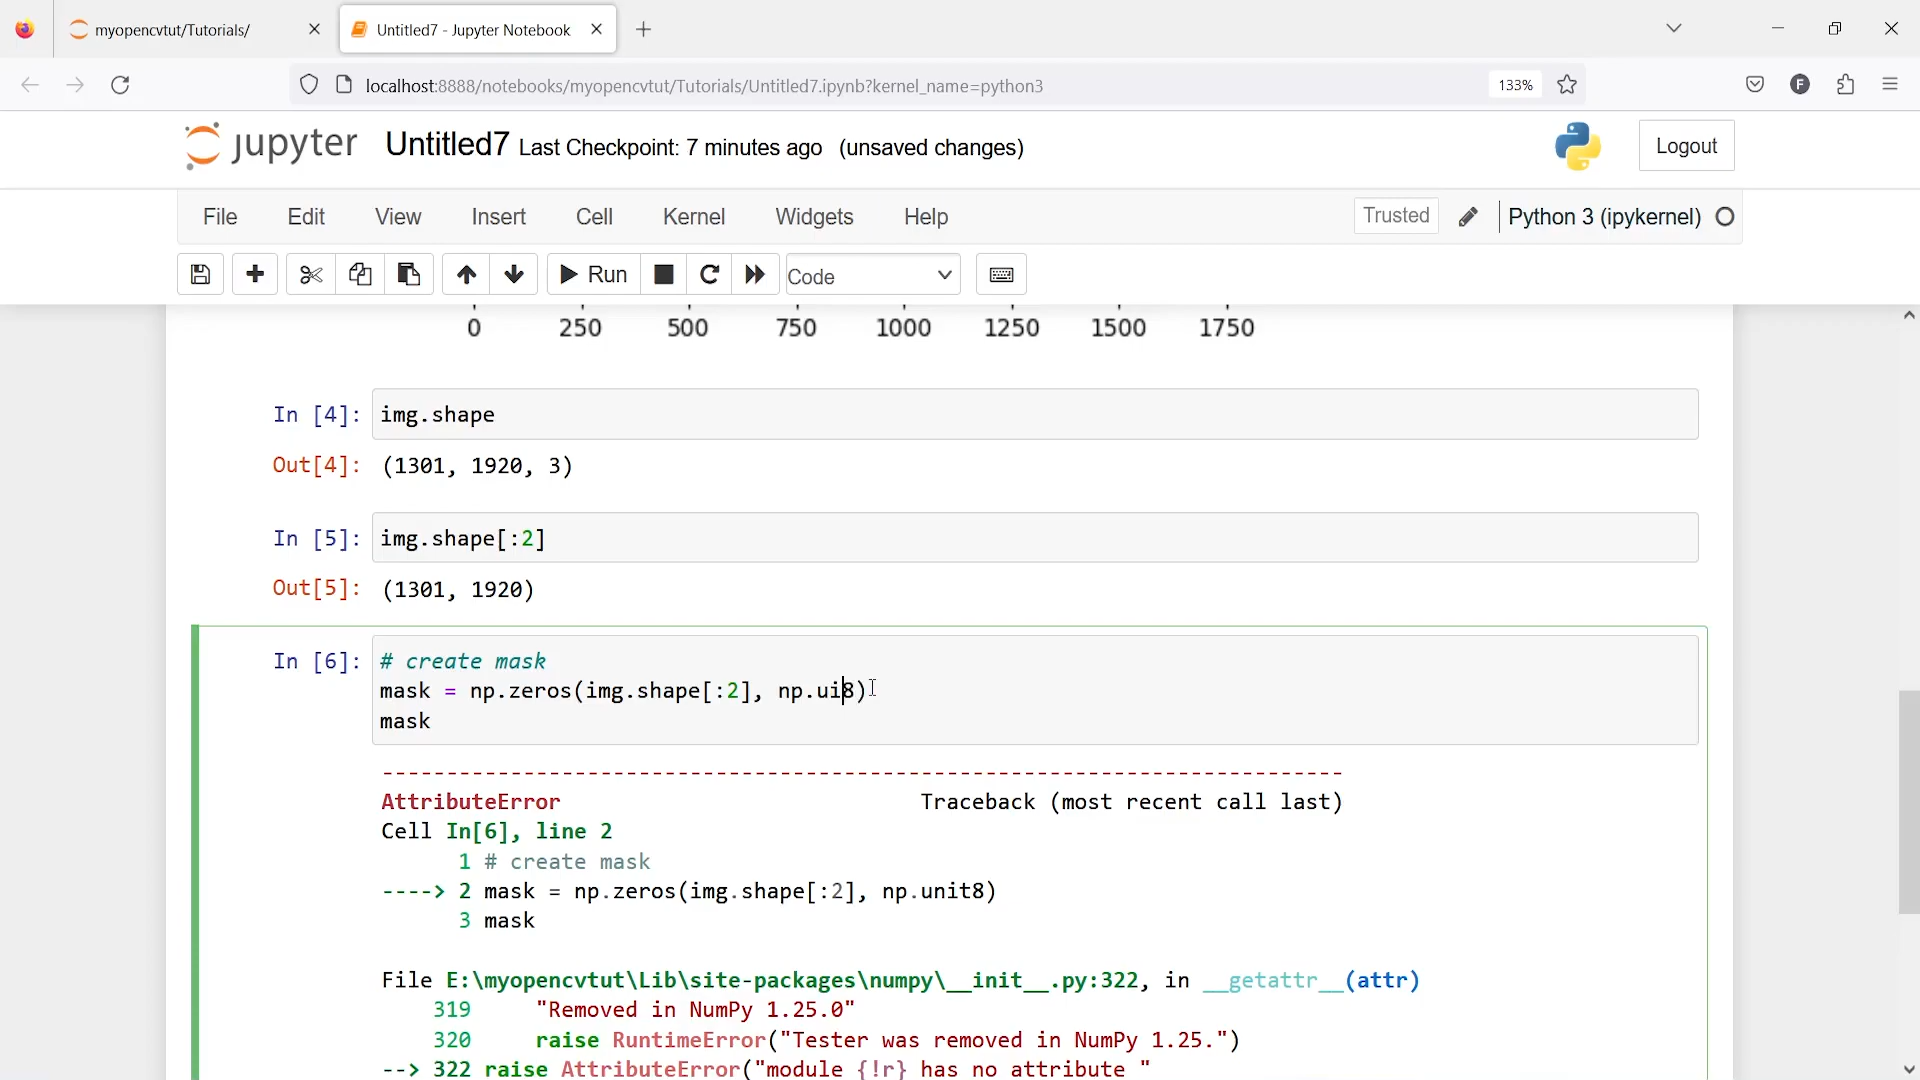 myopencvtut/Tutorials/
Untitled7 - Jupyter Notebook
localhost:8888/notebooks/myopencvtut/Tutorials/Untitled7.ipynb?kernel_name=python3
133%
F
jupyter
Untitled7 Last Checkpoint: 7 minutes ago (unsaved changes)
Logout
File Edit View Insert Cell Kernel Widgets Help
Trusted
Python 3 (ipykernel)
Run
Code
0 250 500 750 1000 1250 1500 1750
In [4]: img.shape
Out[4]: (1301, 1920, 3)
In [5]: img.shape[:2]
Out[5]: (1301, 1920)
In [6]: # create mask
mask = np.zeros(img.shape[:2], np.ui8)
mask
---------------------------------------------------------------------------
AttributeError Traceback (most recent call last)
Cell In[6], line 2
1 # create mask
----> 2 mask = np.zeros(img.shape[:2], np.unit8)
3 mask
File E:\myopencvtut\Lib\site-packages\numpy\__init__.py:322, in __getattr__(attr)
319 "Removed in NumPy 1.25.0"
320 raise RuntimeError("Tester was removed in NumPy 1.25.")
--> 322 raise AttributeError("module {!r} has no attribute "